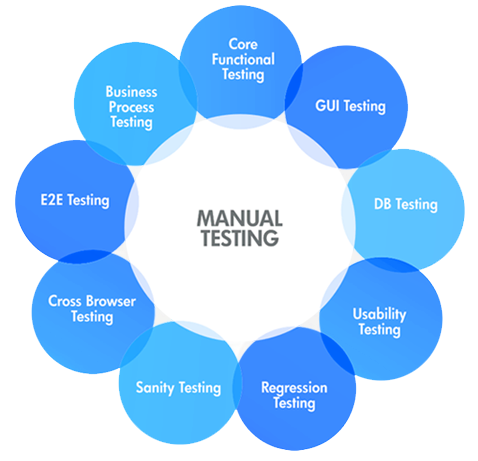 Core
Functional
Testing
GUI Testing
DB Testing
Usability
Testing
Regression
Testing
Sanity Testing
Cross Browser
Testing
E2E Testing
Business
Process
Testing
MANUAL
TESTING